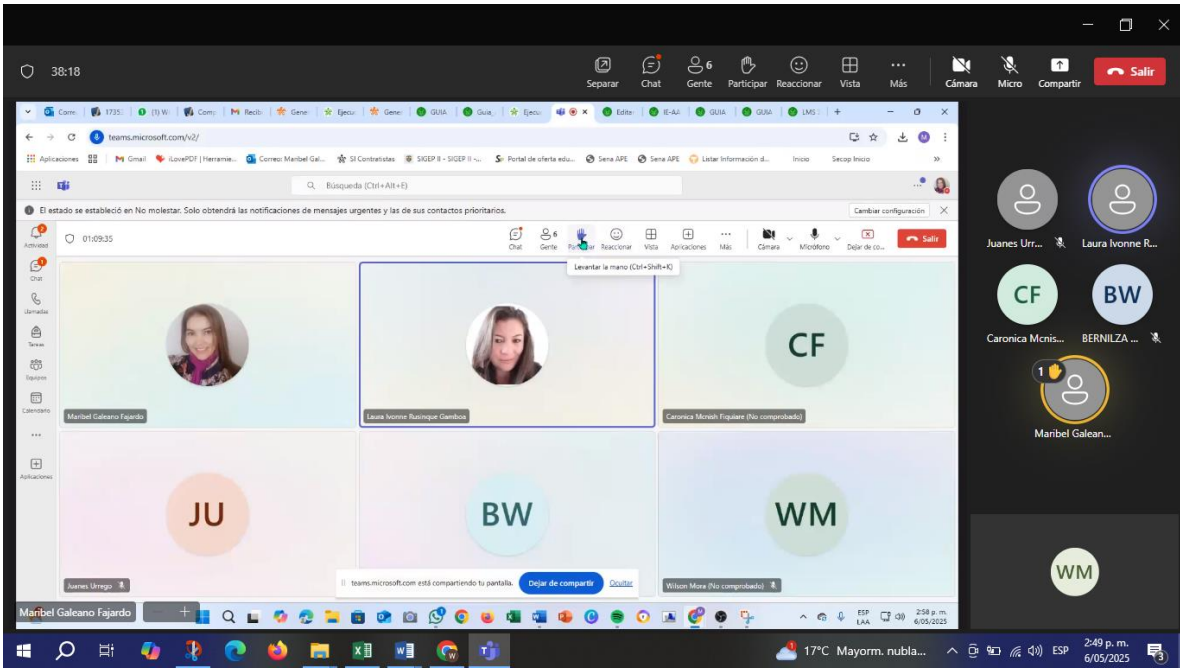 38:18
Separar Chat 6 Gente Participar Reaccionar Vista Más Cámara Micro Compartir Salir
teams.microsoft.com/v2/
Aplicaciones Gmail iLovePDF | Herramie... Correo: Maribel Gal... SI Contratistas SIGEP II - SIGEP II -... Portal de oferta edu... Sena APE Sena APE Listar Información d... Inicio Secop Inicio
Búsqueda (Ctrl+Alt+E)
El estado se estableció en No molestar. Solo obtendrá las notificaciones de mensajes urgentes y las de sus contactos prioritarios. Cambiar configuración
01:09:35
Chat 6 Gente Participar Reaccionar Vista Aplicaciones Más Cámara Micrófono Dejar de co... Salir
Levantar la mano (Ctrl+Shift+K)
Actividad
Chat
Llamadas
Tareas
Equipos
Calendario
Aplicaciones
Maribel Galeano Fajardo
Laura Ivonne Rusinque Gamboa
CF
Caronica Mcnish Fiquiare (No comprobado)
JU
Juanes Urrego
BW
WM
Wilson Mora (No comprobado)
teams.microsoft.com está compartiendo tu pantalla. Dejar de compartir Ocultar
Maribel Galeano Fajardo
ESP
LAA
2:58 p. m.
6/05/2025
Juanes Urr...
Laura Ivonne R...
CF
Caronica Mcnis...
BW
BERNILZA ...
1
Maribel Galean...
WM
17°C Mayorm. nubla...
ESP
2:49 p. m.
6/05/2025
3